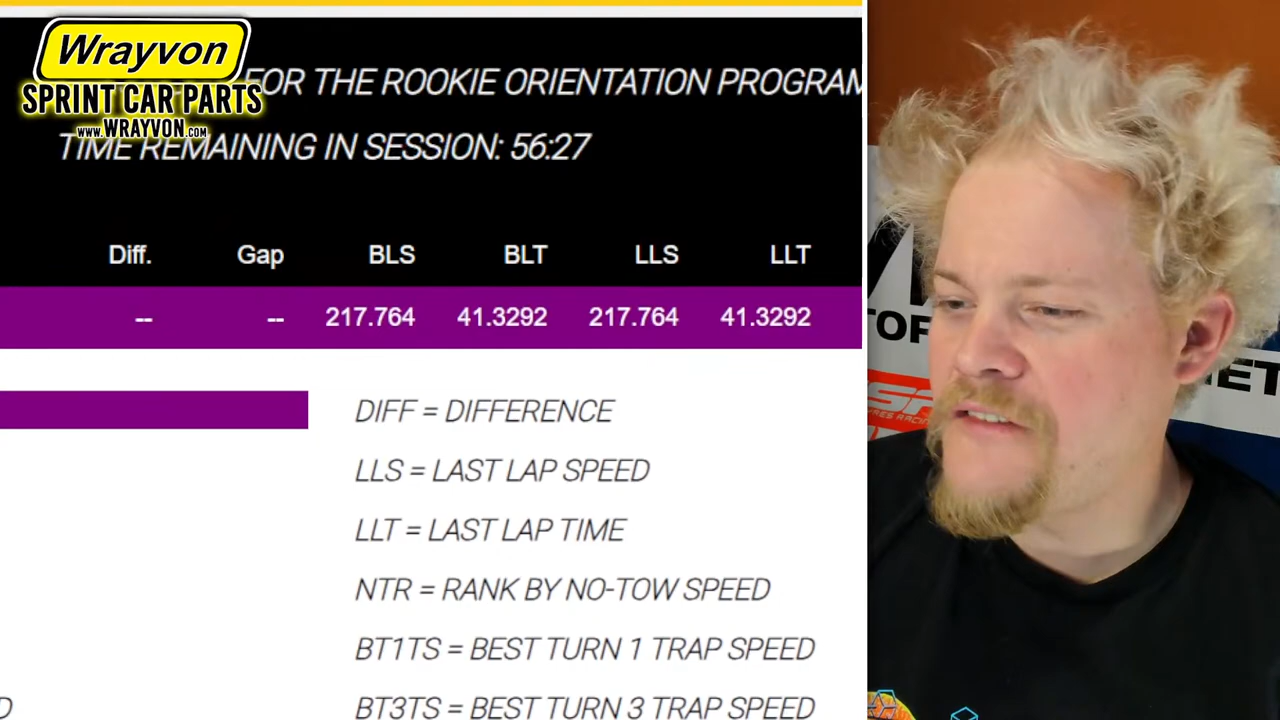 Wrayvon
SPRINT CAR PARTS
www.WRAYVON.com
FOR THE ROOKIE ORIENTATION PROGRAM
TIME REMAINING IN SESSION: 56:27
Diff. Gap BLS BLT LLS LLT
-- -- 217.764 41.3292 217.764 41.3292
DIFF = DIFFERENCE
LLS = LAST LAP SPEED
LLT = LAST LAP TIME
NTR = RANK BY NO-TOW SPEED
BT1TS = BEST TURN 1 TRAP SPEED
BT3TS = BEST TURN 3 TRAP SPEED